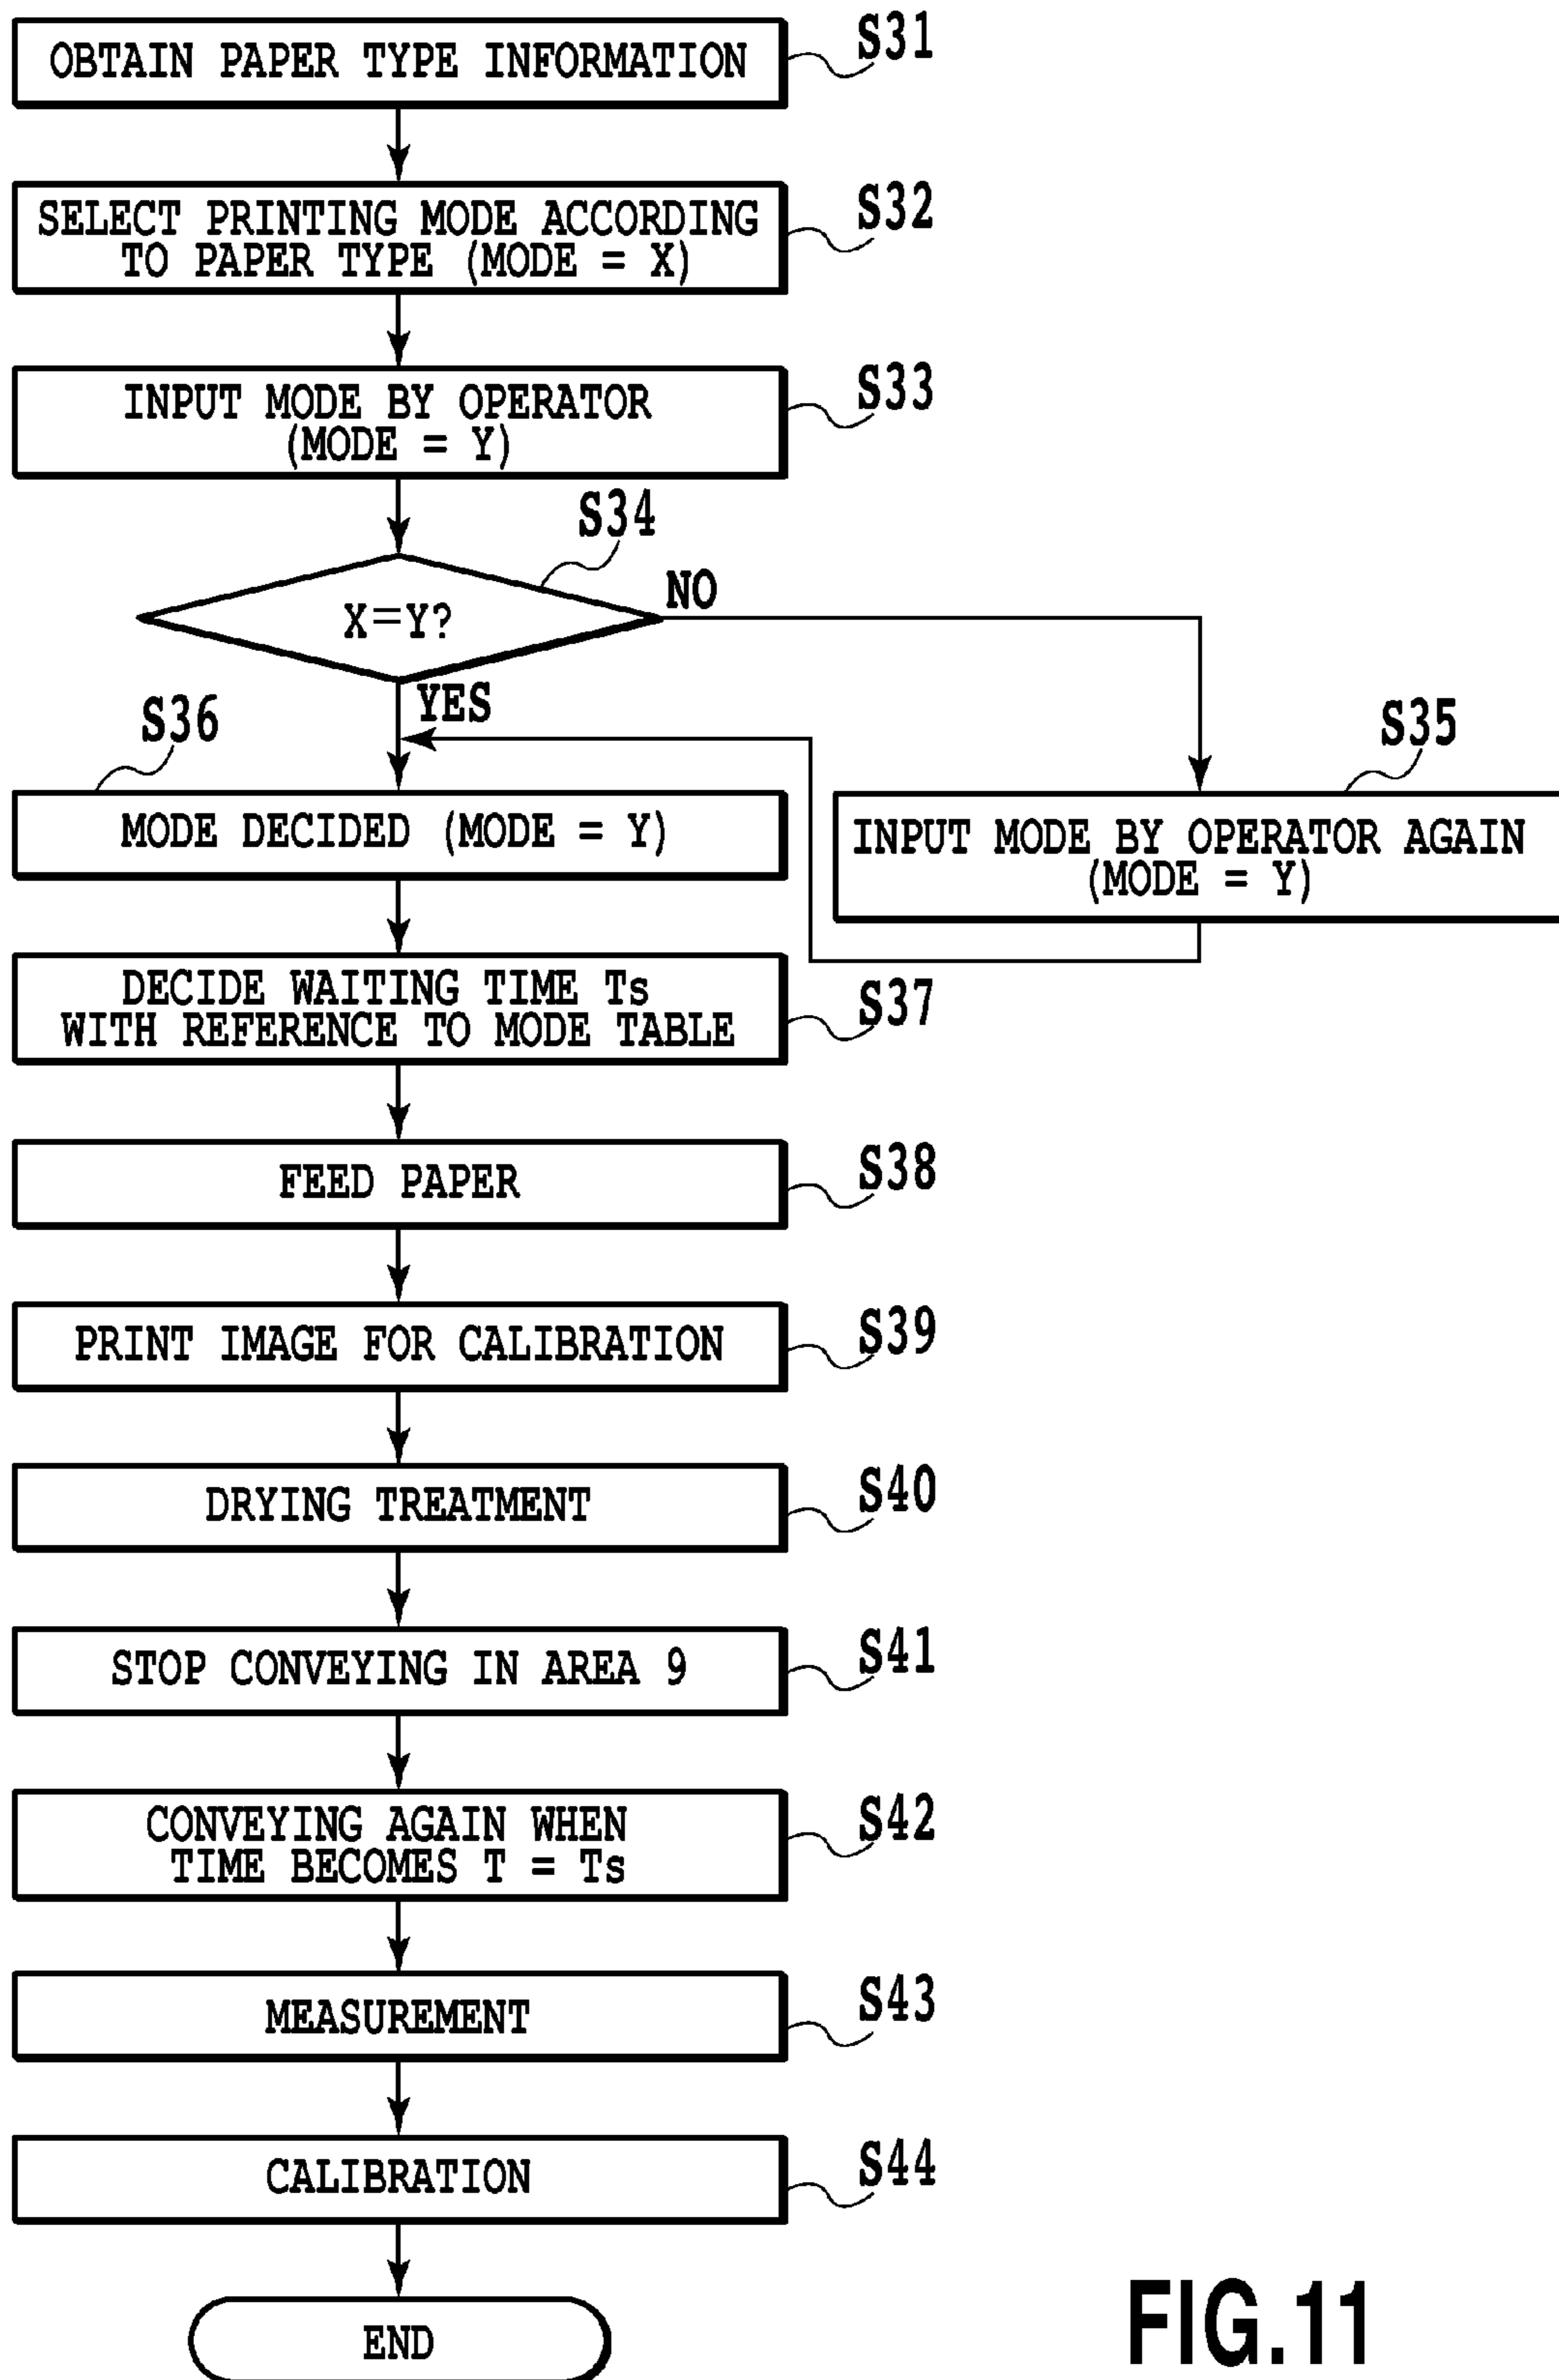 OBTAIN PAPER TYPE INFORMATION
S31
SELECT PRINTING MODE ACCORDING
TO PAPER TYPE (MODE = X)
S32
INPUT MODE BY OPERATOR
(MODE = Y)
S33
S34
X=Y?
NO
YES
S36
MODE DECIDED (MODE = Y)
S35
INPUT MODE BY OPERATOR AGAIN
(MODE = Y)
DECIDE WAITING TIME Ts
WITH REFERENCE TO MODE TABLE
S37
FEED PAPER
S38
PRINT IMAGE FOR CALIBRATION
S39
DRYING TREATMENT
S40
STOP CONVEYING IN AREA 9
S41
CONVEYING AGAIN WHEN
TIME BECOMES T = Ts
S42
MEASUREMENT
S43
CALIBRATION
S44
END
FIG.11